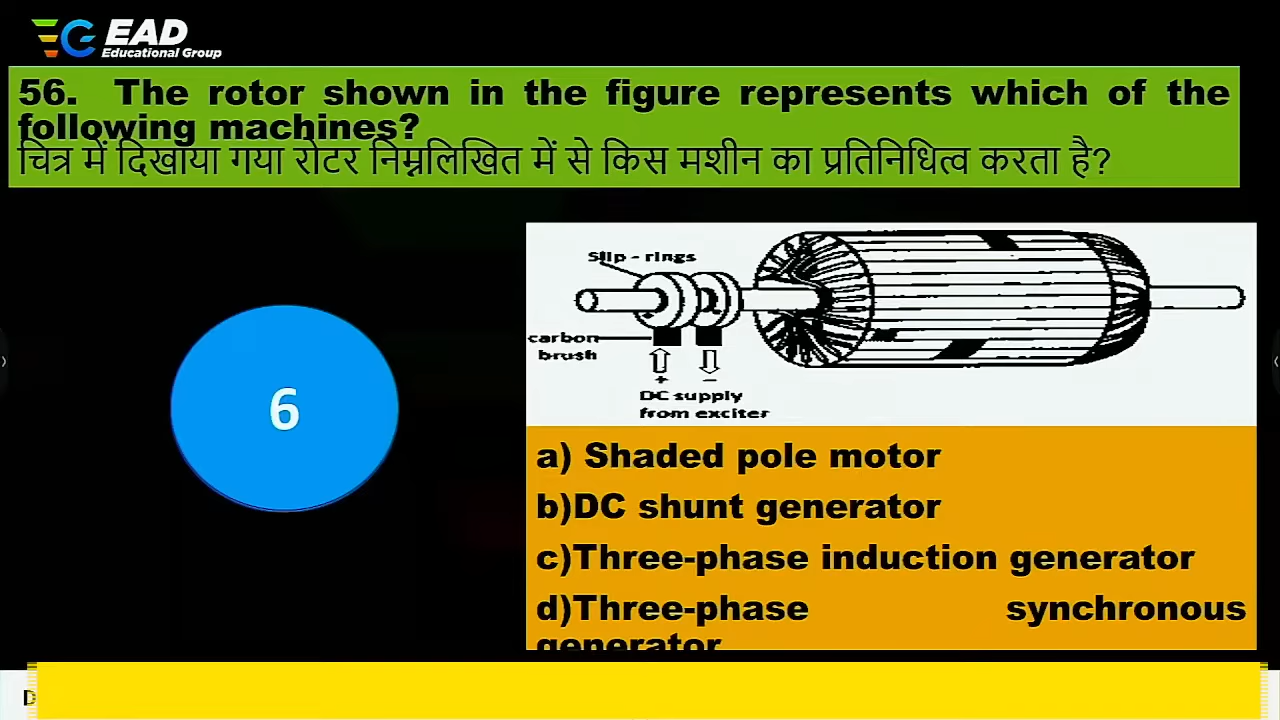 EAD
Educational Group
56. The rotor shown in the figure represents which of the
following machines?
चित्र में दिखाया गया रोटर निम्नलिखित में से किस मशीन का प्रतिनिधित्व करता है?
Slip - rings
carbon
brush
+ −
DC supply
from exciter
6
a) Shaded pole motor
b)DC shunt generator
c)Three-phase induction generator
d)Three-phase synchronous
generator
D